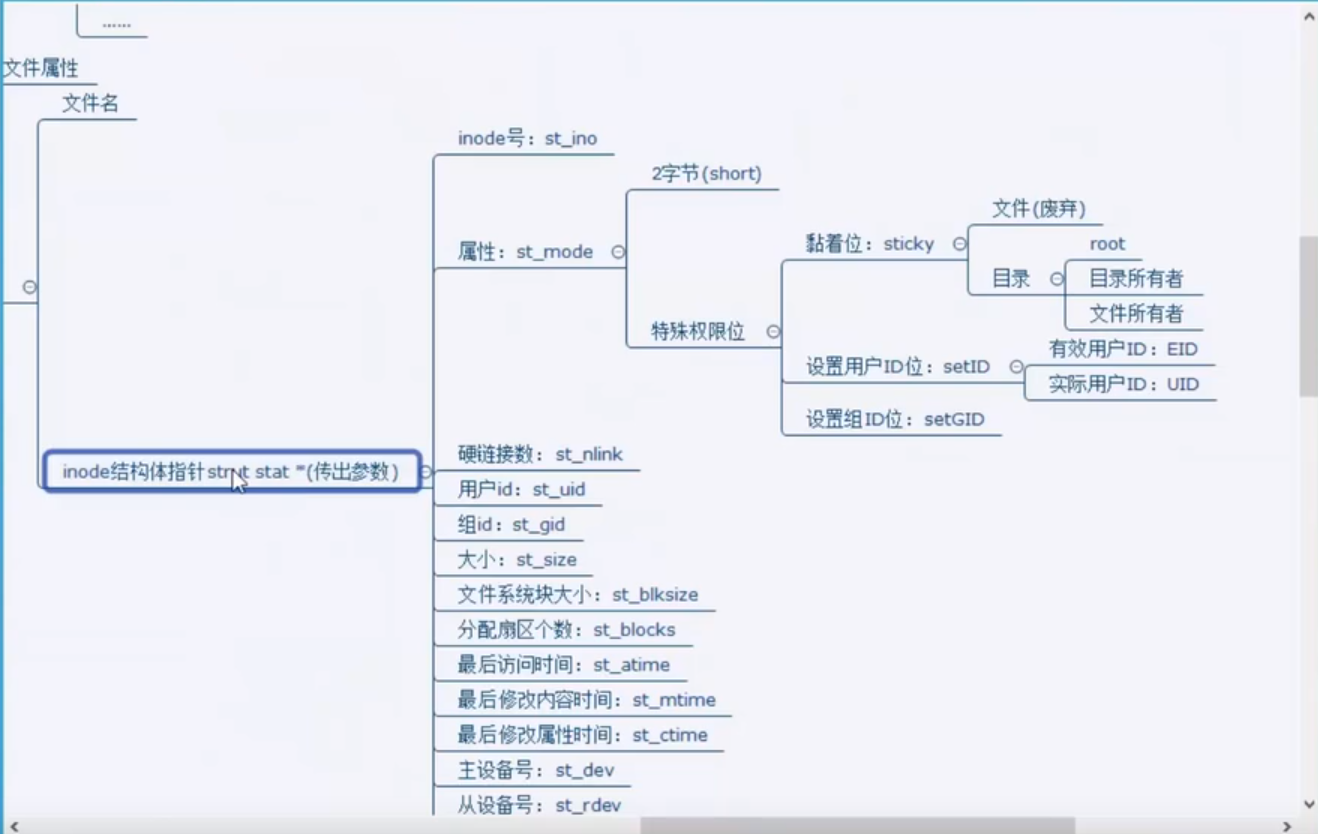 ......
文件属性
文件名
inode号：st_ino
2字节(short)
文件(废弃)
属性：st_mode
黏着位：sticky
root
目录
目录所有者
文件所有者
特殊权限位
有效用户ID：EID
设置用户ID位：setID
实际用户ID：UID
设置组ID位：setGID
硬链接数：st_nlink
inode结构体指针strut stat *(传出参数)
用户id：st_uid
组id：st_gid
大小：st_size
文件系统块大小：st_blksize
分配扇区个数：st_blocks
最后访问时间：st_atime
最后修改内容时间：st_mtime
最后修改属性时间：st_ctime
主设备号：st_dev
从设备号：st_rdev